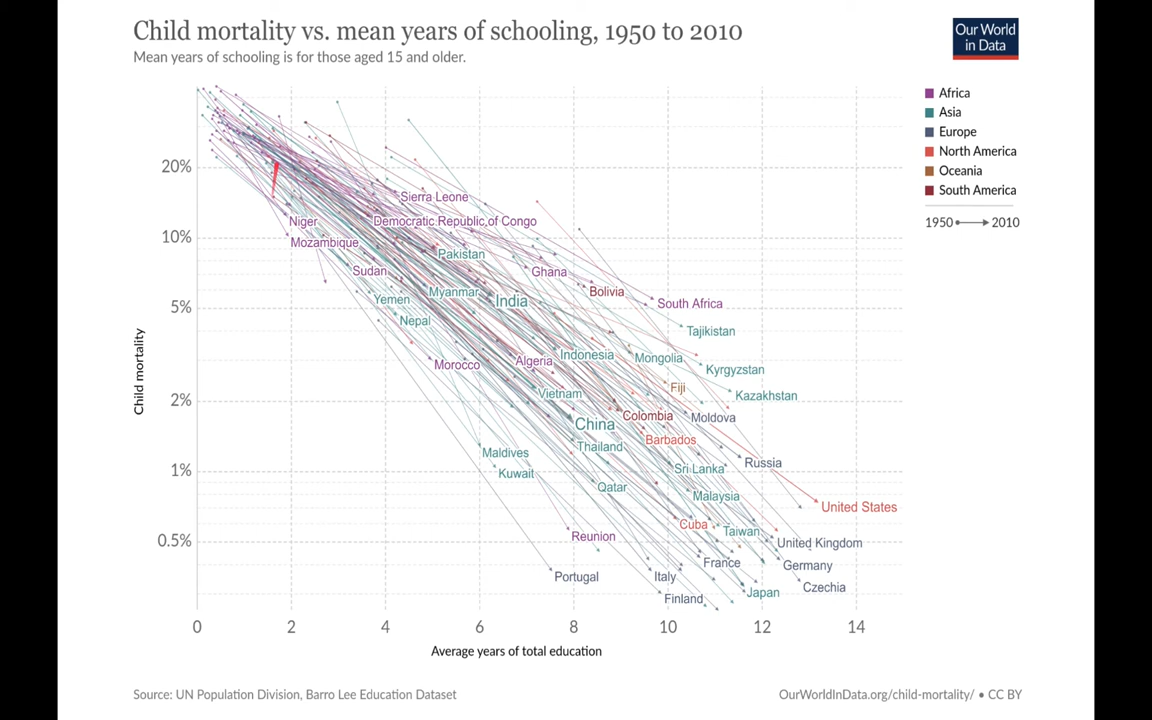 Child mortality vs. mean years of schooling, 1950 to 2010
Mean years of schooling is for those aged 15 and older.
Our World
in Data
Africa
Asia
Europe
North America
Oceania
South America
1950 2010
20%
10%
5%
2%
1%
0.5%
Child mortality
Sierra Leone
Niger
Democratic Republic of Congo
Mozambique
Pakistan
Sudan
Ghana
Yemen
Myanmar
India
Bolivia
South Africa
Nepal
Tajikistan
Morocco
Algeria
Indonesia
Mongolia
Kyrgyzstan
Vietnam
Fiji
Kazakhstan
China
Colombia
Moldova
Thailand
Barbados
Maldives
Kuwait
Sri Lanka
Russia
Qatar
Malaysia
United States
Reunion
Cuba
Taiwan
United Kingdom
Portugal
Italy
France
Germany
Finland
Japan
Czechia
0 2 4 6 8 10 12 14
Average years of total education
Source: UN Population Division, Barro Lee Education Dataset
OurWorldInData.org/child-mortality/ • CC BY